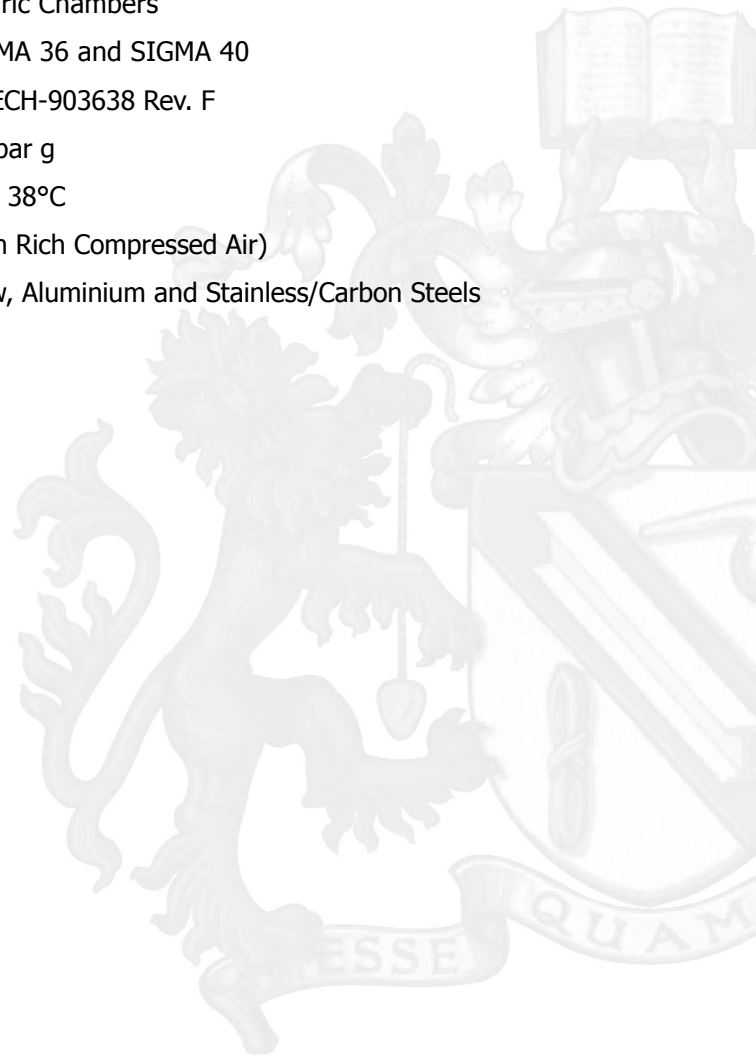 ric Chambers
MA 36 and SIGMA 40
ECH-903638 Rev. F
bar g
38°C
n Rich Compressed Air)
w, Aluminium and Stainless/Carbon Steels
ESSE
QUAM